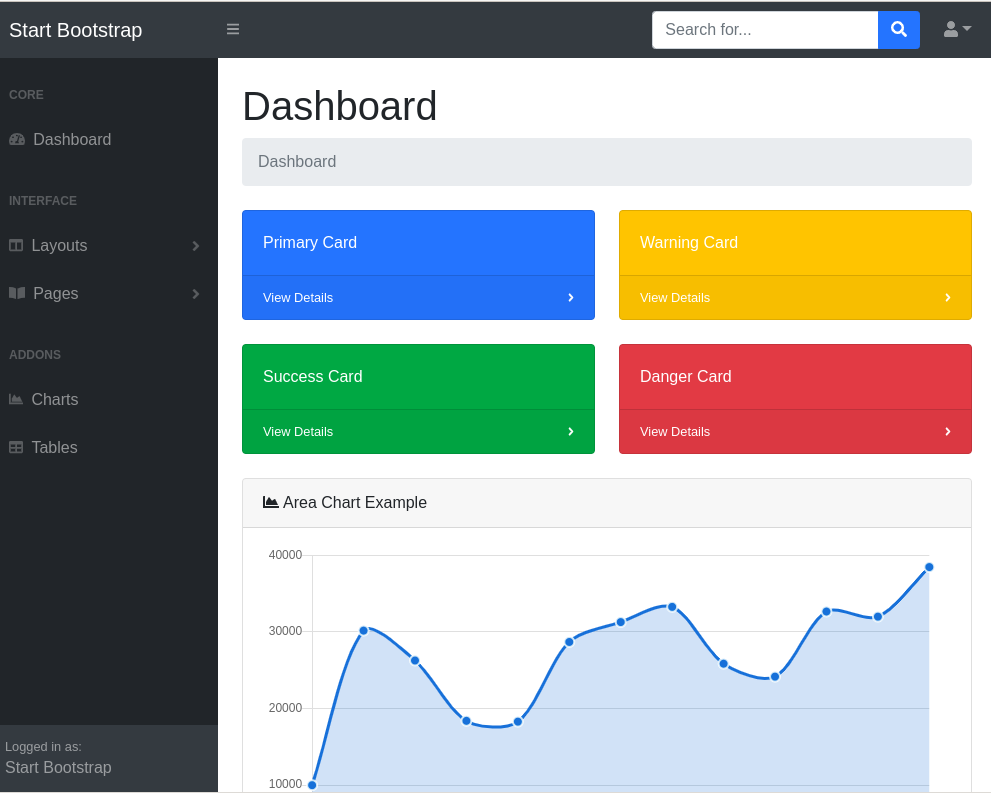 Start Bootstrap
Search for...
CORE
Dashboard
INTERFACE
Layouts
Pages
ADDONS
Charts
Tables
Logged in as:
Start Bootstrap
Dashboard
Dashboard
Primary Card
View Details
Warning Card
View Details
Success Card
View Details
Danger Card
View Details
Area Chart Example
40000
30000
20000
10000